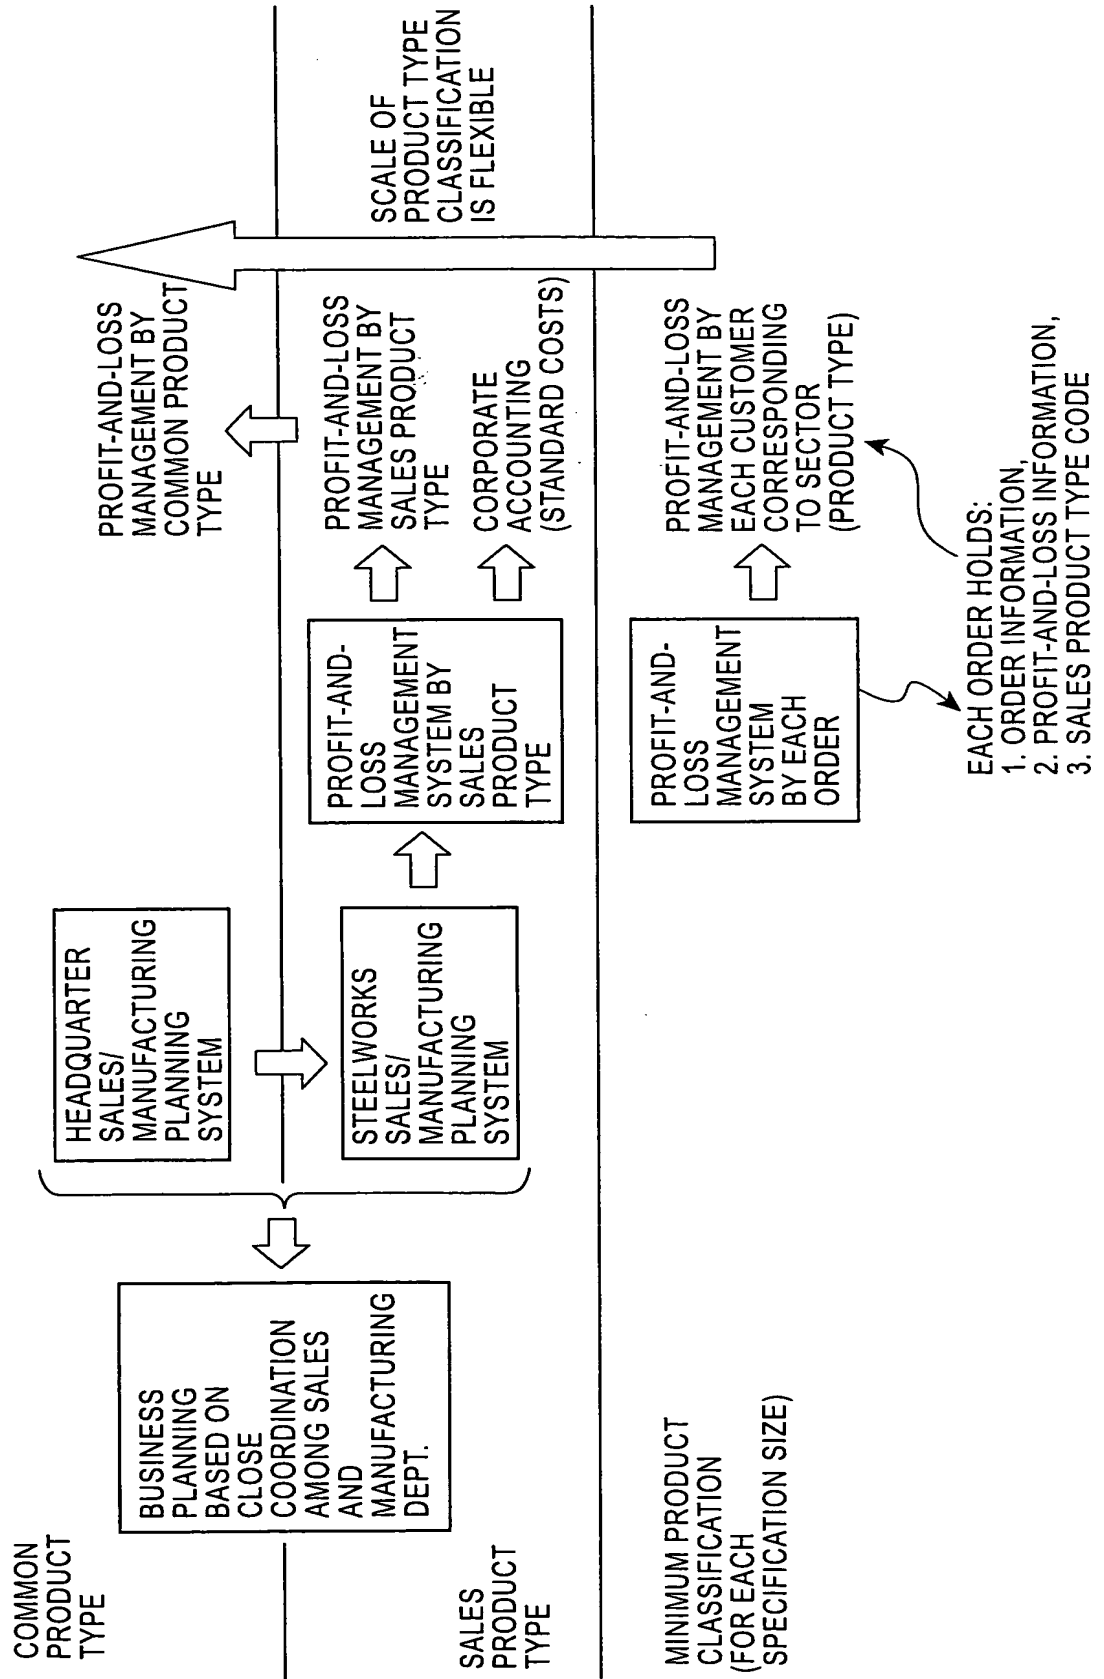 COMMON
PRODUCT
TYPE
BUSINESS
PLANNING
BASED ON
CLOSE
COORDINATION
AMONG SALES
AND
MANUFACTURING
DEPT.
HEADQUARTER
SALES/
MANUFACTURING
PLANNING
SYSTEM
PROFIT-AND-LOSS
MANAGEMENT BY
COMMON PRODUCT
TYPE
SALES
PRODUCT
TYPE
STEELWORKS
SALES/
MANUFACTURING
PLANNING
SYSTEM
PROFIT-AND-
LOSS
MANAGEMENT
SYSTEM BY
SALES
PRODUCT
TYPE
PROFIT-AND-LOSS
MANAGEMENT BY
SALES PRODUCT
TYPE
CORPORATE
ACCOUNTING
(STANDARD COSTS)
SCALE OF
PRODUCT TYPE
CLASSIFICATION
IS FLEXIBLE
MINIMUM PRODUCT
CLASSIFICATION
(FOR EACH
SPECIFICATION SIZE)
PROFIT-AND-
LOSS
MANAGEMENT
SYSTEM
BY EACH
ORDER
PROFIT-AND-LOSS
MANAGEMENT BY
EACH CUSTOMER
CORRESPONDING
TO SECTOR
(PRODUCT TYPE)
EACH ORDER HOLDS:
1. ORDER INFORMATION,
2. PROFIT-AND-LOSS INFORMATION,
3. SALES PRODUCT TYPE CODE